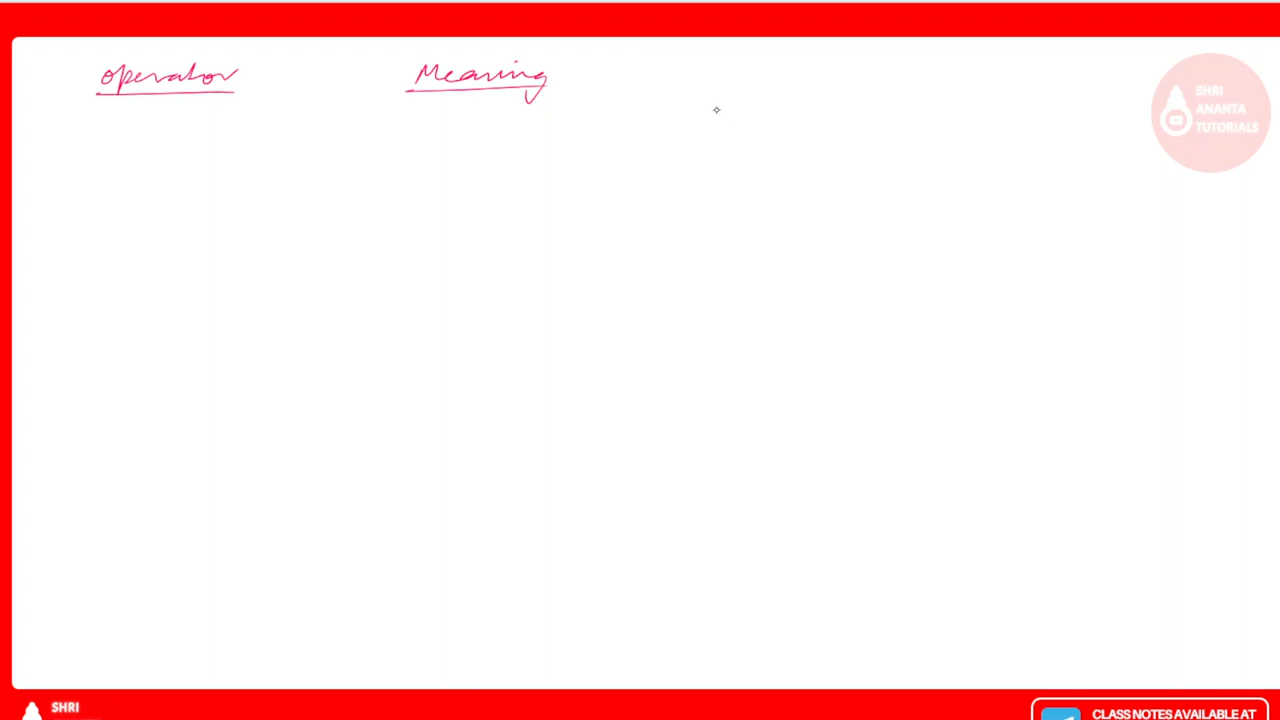 operator Meaning
SHRI
ANANTA
TUTORIALS
SHRI
CLASS NOTES AVAILABLE AT